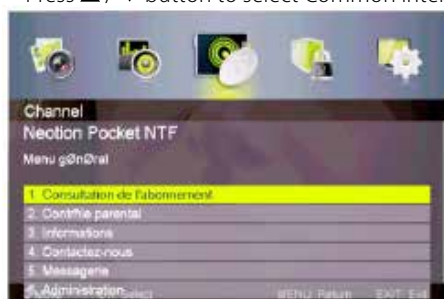 Press / button to select Common Inter
Channel
Neotion Pocket NTF
Menu gØnØral
1. Consultation de l'abonnement
2. Contrôle parental
3. Informations
4. Contactez-nous
5. Messagerie
6. Administration
Select MENU: Return EXIT: Exit